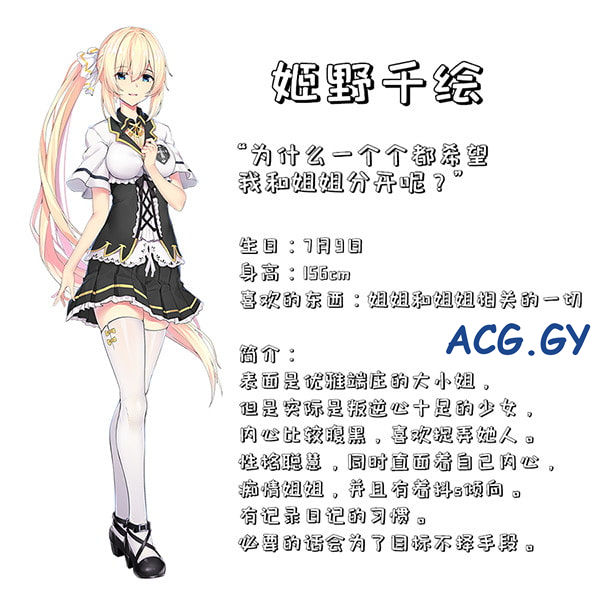 姬野千绘
“为什么一个个都希望
我和姐姐分开呢？”
生日：7月9日
身高：156cm
喜欢的东西：姐姐和姐姐相关的一切
ACG.GY
简介：
表面是优雅端庄的大小姐，
但是实际是叛逆心十足的少女，
内心比较腹黑，喜欢捉弄她人。
性格聪慧，同时直面着自己内心，
痴情姐姐，并且有着抖s倾向。
有记录日记的习惯。
必要的话会为了目标不择手段。